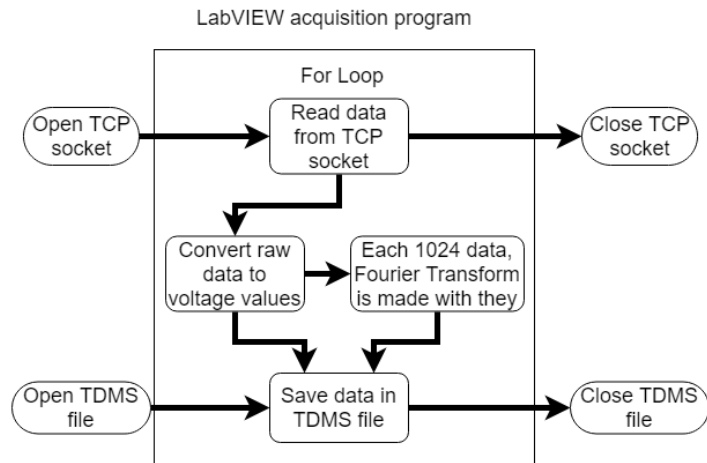 LabVIEW acquisition program
For Loop
Open TCP
socket
Read data
from TCP
socket
Close TCP
socket
Convert raw
data to
voltage values
Each 1024 data,
Fourier Transform
is made with they
Open TDMS
file
Save data in
TDMS file
Close TDMS
file